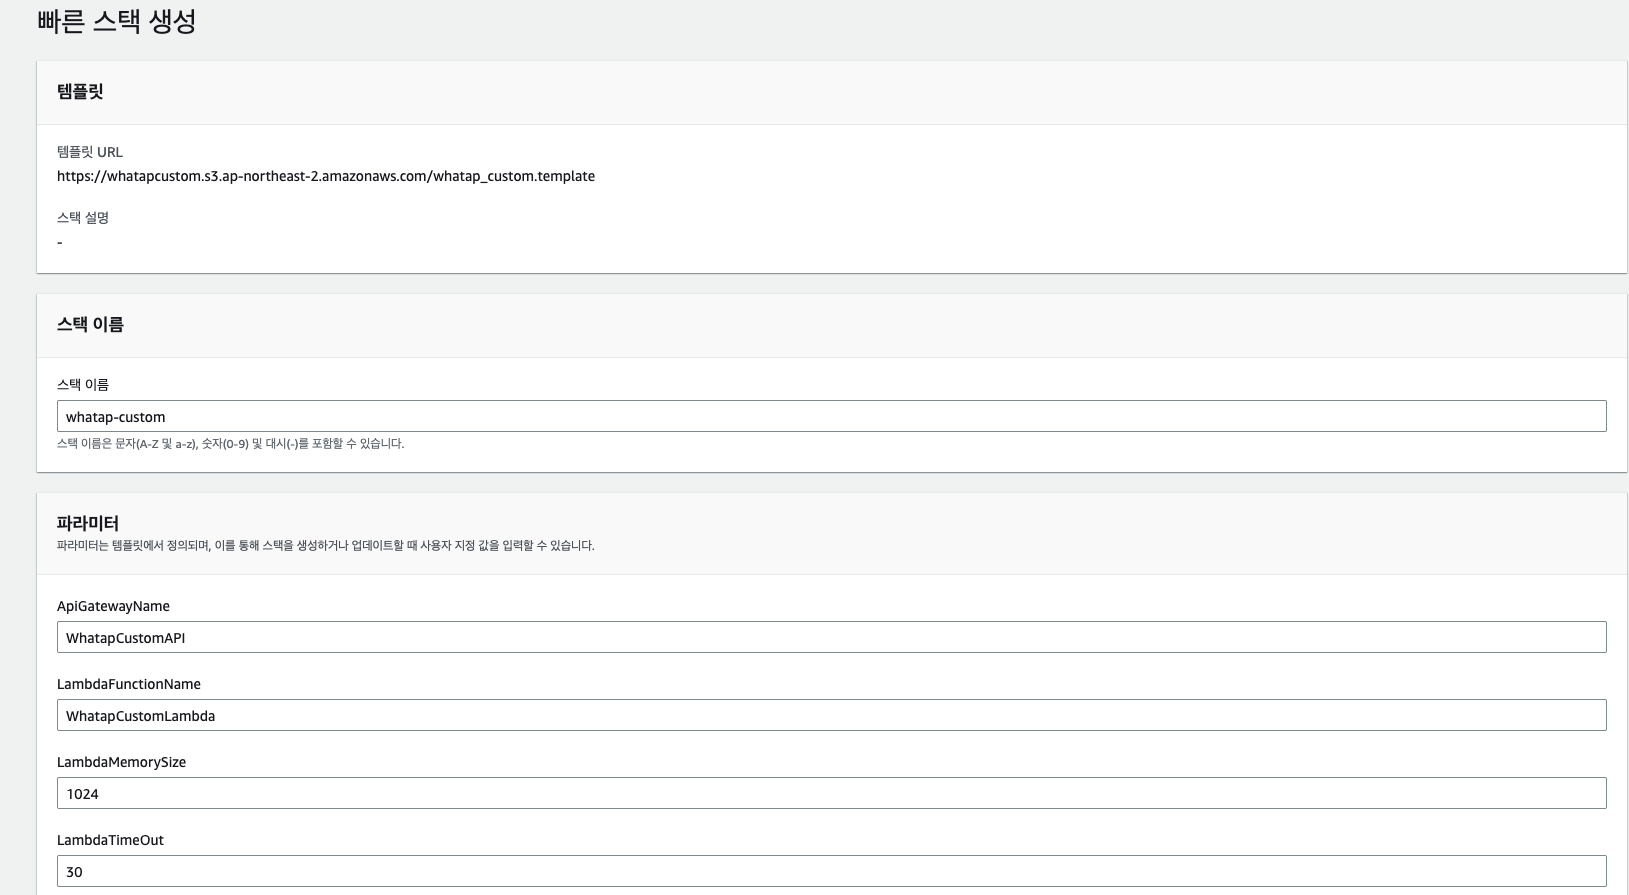 빠른 스택 생성
템플릿
템플릿 URL
https://whatapcustom.s3.ap-northeast-2.amazonaws.com/whatap_custom.template
스택 설명
-
스택 이름
스택 이름
whatap-custom
스택 이름은 문자(A-Z 및 a-z), 숫자(0-9) 및 대시(-)를 포함할 수 있습니다.
파라미터
파라미터는 템플릿에서 정의되며, 이를 통해 스택을 생성하거나 업데이트할 때 사용자 지정 값을 입력할 수 있습니다.
ApiGatewayName
WhatapCustomAPI
LambdaFunctionName
WhatapCustomLambda
LambdaMemorySize
1024
LambdaTimeOut
30